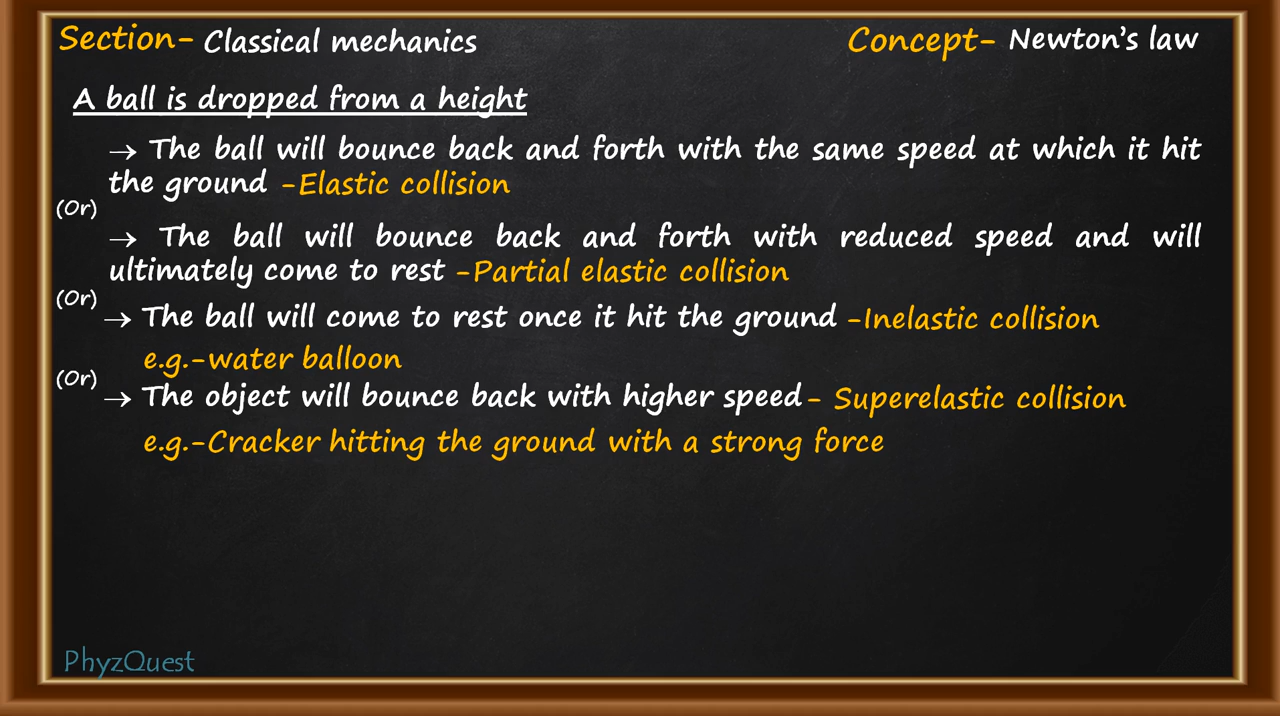 Section- Classical mechanics Concept- Newton's law
A ball is dropped from a height
→ The ball will bounce back and forth with the same speed at which it hit
the ground -Elastic collision
(Or)
→ The ball will bounce back and forth with reduced speed and will
ultimately come to rest -Partial elastic collision
(Or)
→ The ball will come to rest once it hit the ground -Inelastic collision
e.g.-water balloon
(Or)
→ The object will bounce back with higher speed- Superelastic collision
e.g.-Cracker hitting the ground with a strong force
PhyzQuest